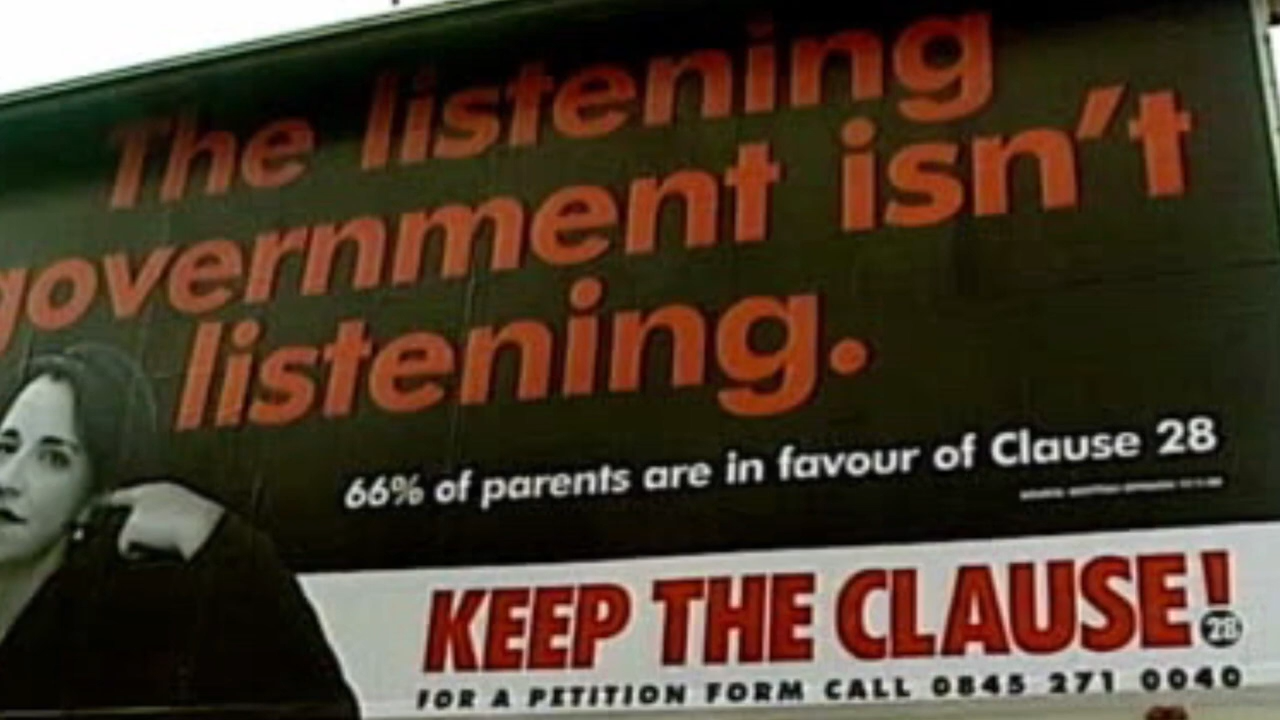 The listening
government isn't
listening.
66% of parents are in favour of Clause 28
KEEP THE CLAUSE!
28
FOR A PETITION FORM CALL 0845 271 0040